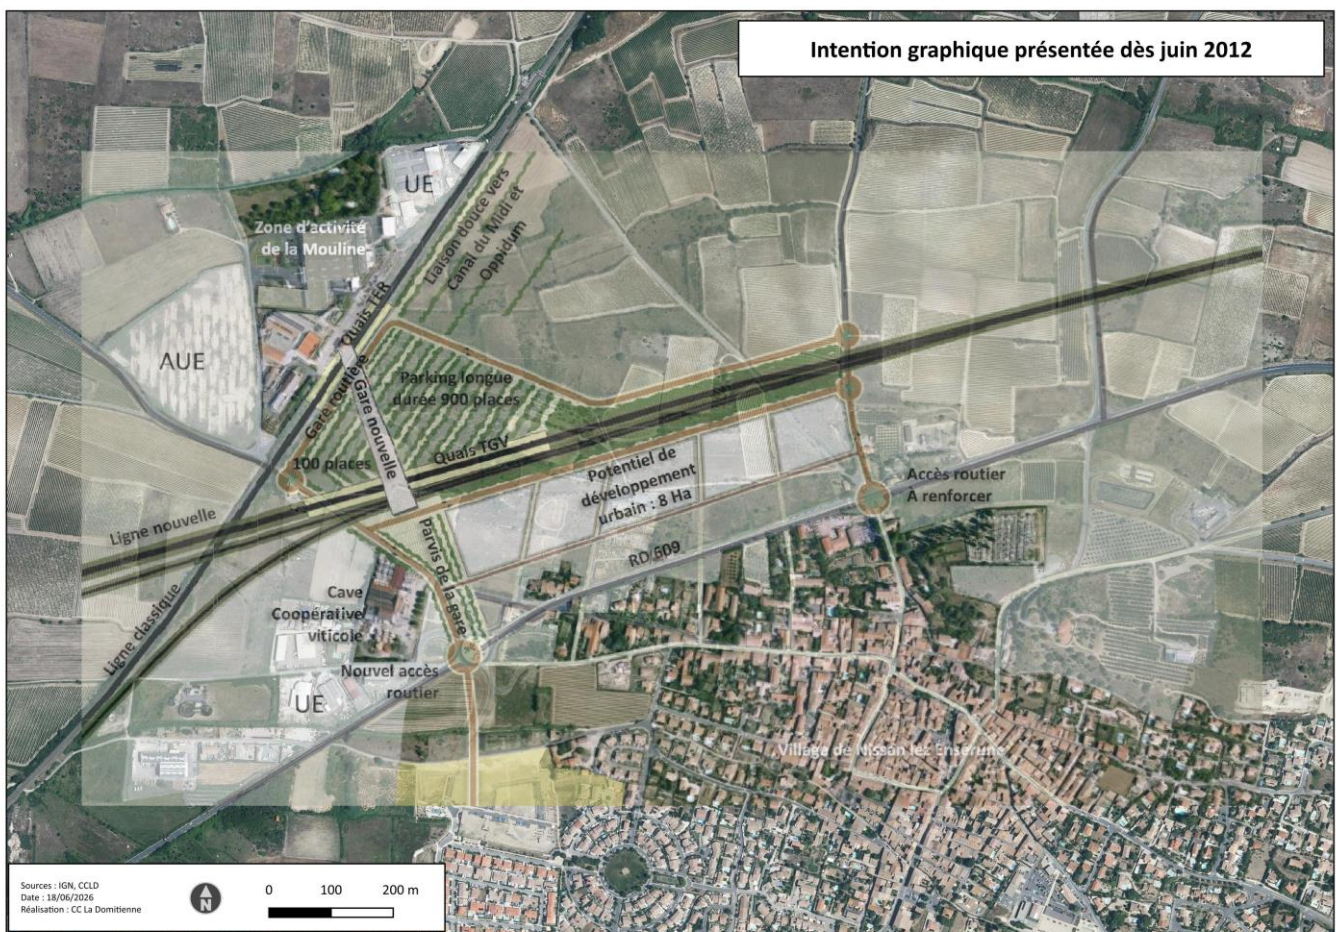 Intention graphique présentée dès juin 2012
UE
Zone d'activité
de la Mouline
Liaison douce vers
Canal du Midi et
Oppidum
Quais TER
AUE
Gare routière
Gare nouvelle
Parking longue
durée 900 places
100 places
Quais TGV
Potentiel de
développement
urbain : 8 Ha
Accès routier
A renforcer
Ligne nouvelle
Parvis de la gare
RD 609
Ligne classique
Cave
Coopérative
viticole
Nouvel accès
routier
UE
Village de Nissan lez Enserune
Sources : IGN, CCLD
Date : 18/06/2026
Réalisation : CC La Domitienne
N
0 100 200 m